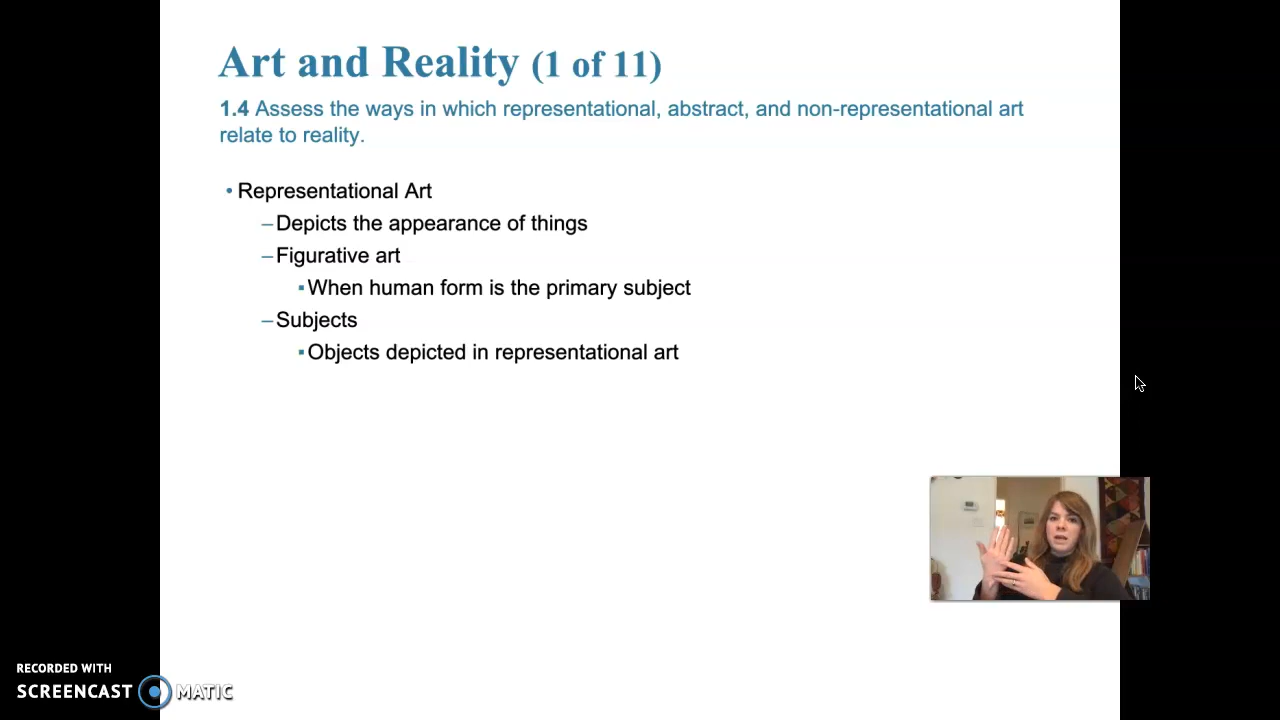 Art and Reality (1 of 11)
1.4 Assess the ways in which representational, abstract, and non-representational art
relate to reality.
• Representational Art
–Depicts the appearance of things
–Figurative art
▪When human form is the primary subject
–Subjects
▪Objects depicted in representational art
RECORDED WITH
SCREENCAST MATIC